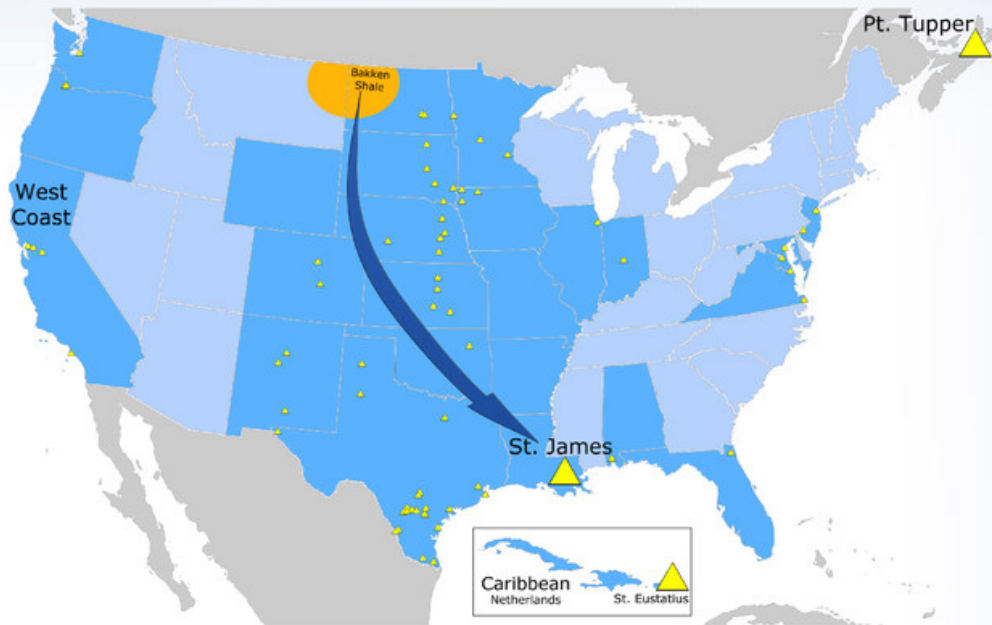 Pt. Tupper
Bakken
Shale
West
Coast
St. James
Caribbean
Netherlands
St. Eustatius